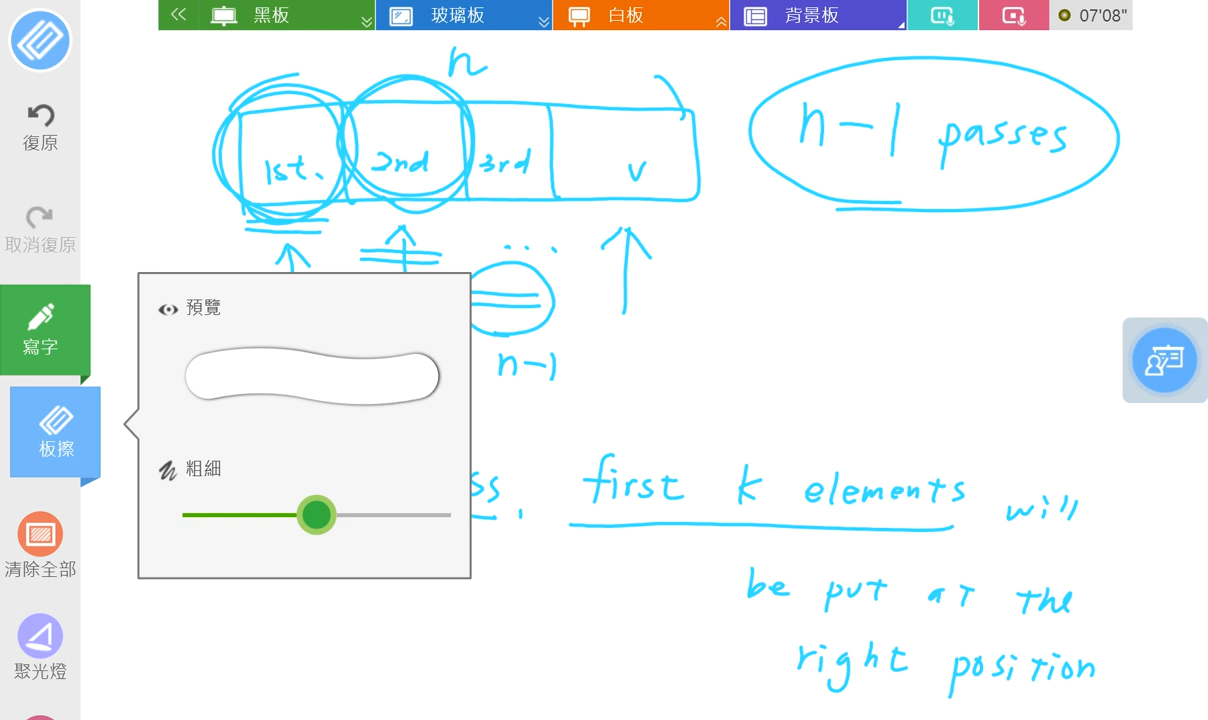 黑板 玻璃板 白板 背景板 07'08"
復原
取消復原
寫字
板擦
清除全部
聚光燈
預覽
粗細
n
1st. 2nd 3rd v
n-1 passes
...
n-1
ss, first k elements will
be put at the
right position